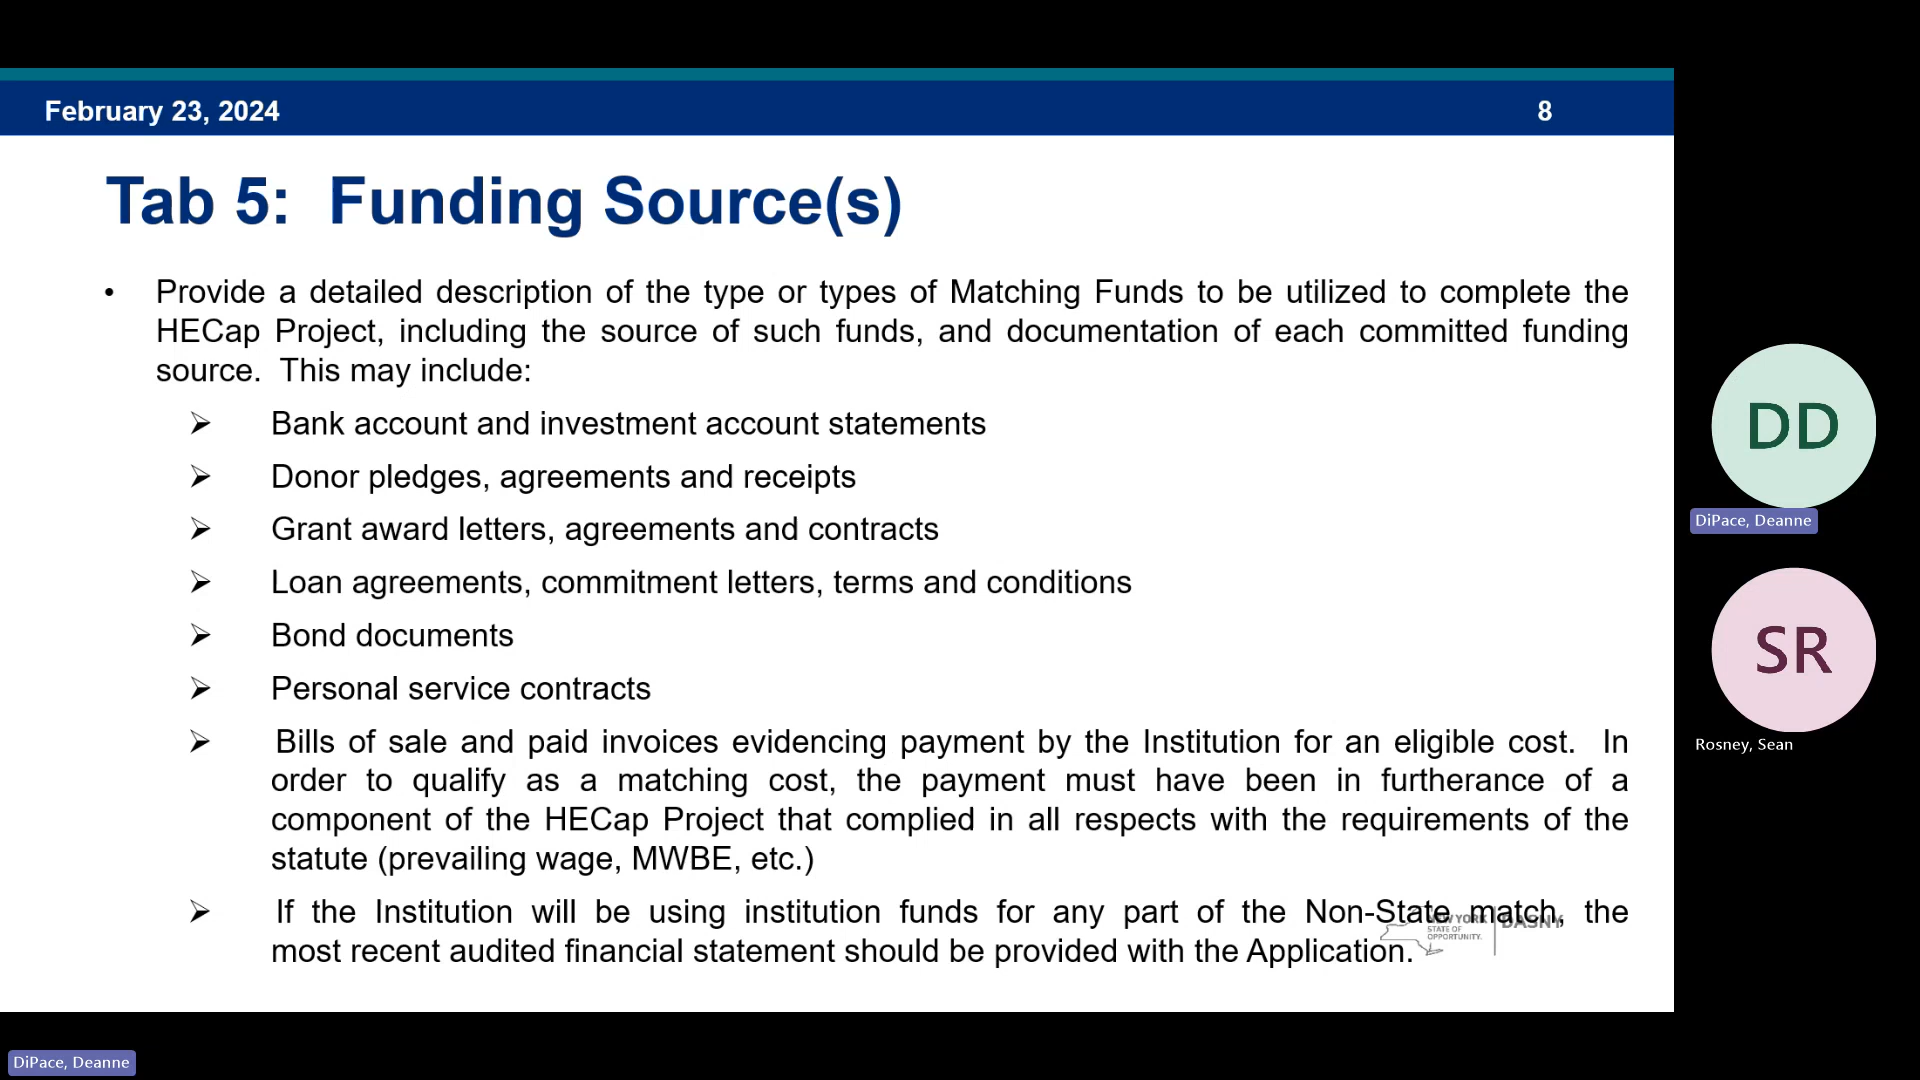 February 23, 2024
8
Tab 5: Funding Source(s)
• Provide a detailed description of the type or types of Matching Funds to be utilized to complete the
HECap Project, including the source of such funds, and documentation of each committed funding
source. This may include:
➢ Bank account and investment account statements
➢ Donor pledges, agreements and receipts
➢ Grant award letters, agreements and contracts
➢ Loan agreements, commitment letters, terms and conditions
➢ Bond documents
➢ Personal service contracts
➢ Bills of sale and paid invoices evidencing payment by the Institution for an eligible cost. In
order to qualify as a matching cost, the payment must have been in furtherance of a
component of the HECap Project that complied in all respects with the requirements of the
statute (prevailing wage, MWBE, etc.)
➢ If the Institution will be using institution funds for any part of the Non-State match, the
most recent audited financial statement should be provided with the Application.
NEW YORK
STATE OF
OPPORTUNITY.
DASNY
DD
DiPace, Deanne
SR
Rosney, Sean
DiPace, Deanne